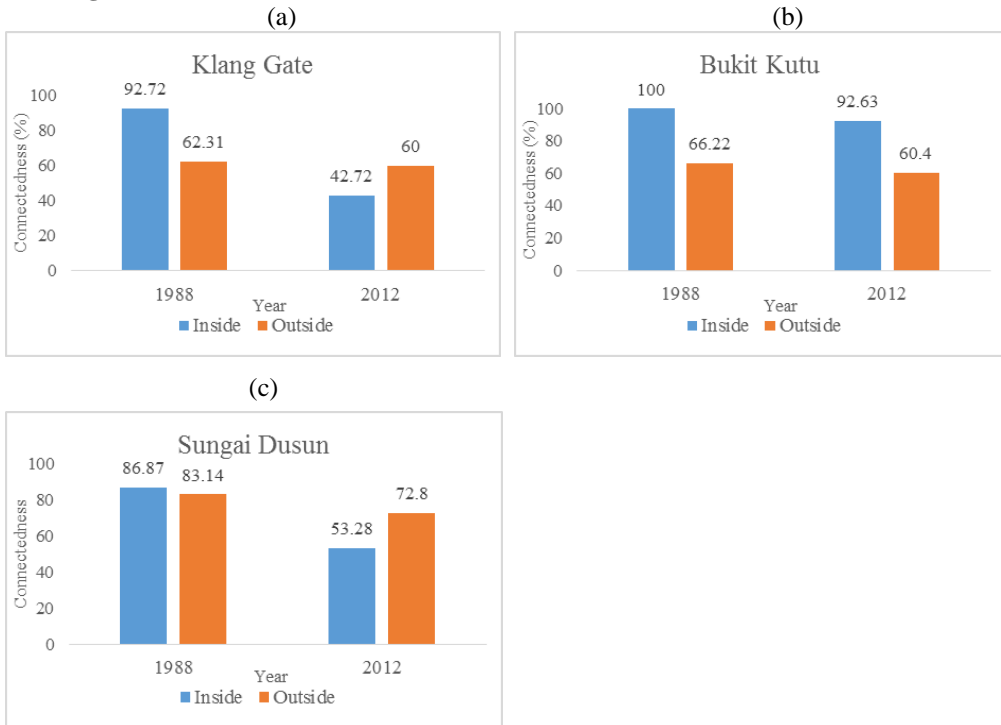 (a)
Klang Gate
Connectedness (%)
100
80
60
40
20
0
92.72
62.31
42.72
60
1988
2012
Year
Inside
Outside
(b)
Bukit Kutu
Connectedness (%)
100
80
60
40
20
0
100
66.22
92.63
60.4
1988
2012
Year
Inside
Outside
(c)
Sungai Dusun
Connectedness
100
80
60
40
20
0
86.87
83.14
53.28
72.8
1988
2012
Year
Inside
Outside